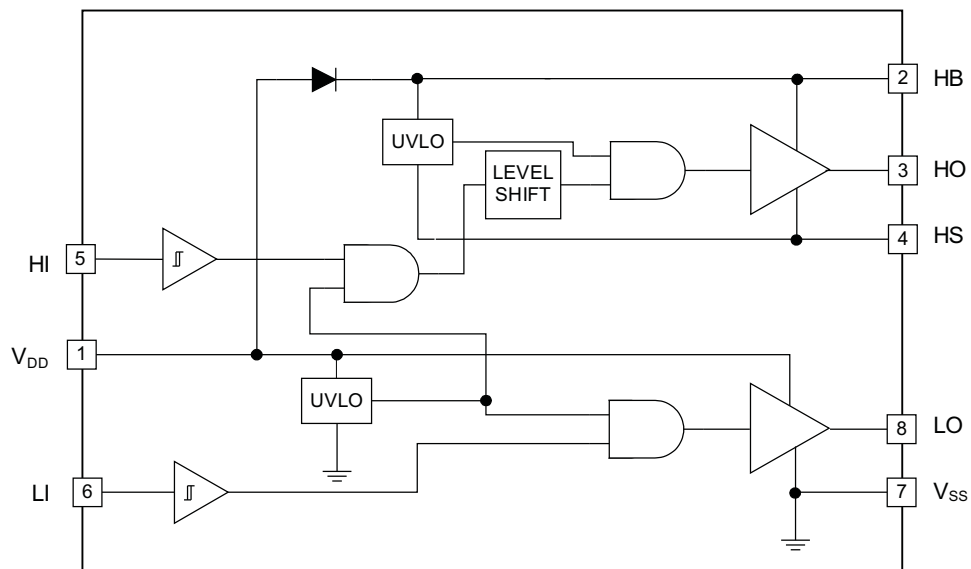 2 HB
UVLO
LEVEL
SHIFT
3 HO
4 HS
HI 5
VDD 1
UVLO
8 LO
LI 6
7 VSS